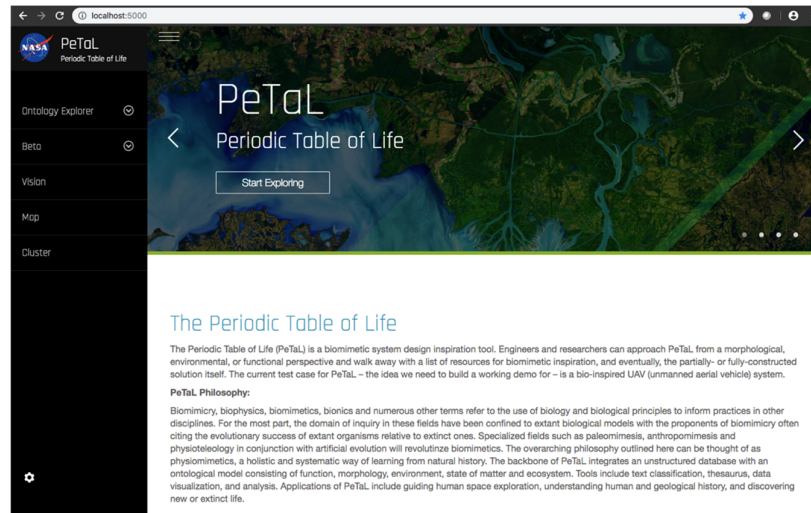 localhost:5000
NASA
PeTaL
Periodic Table of Life
Ontology Explorer
Beta
Vision
Map
Cluster
PeTaL
Periodic Table of Life
Start Exploring
The Periodic Table of Life
The Periodic Table of Life (PeTaL) is a biomimetic system design inspiration tool. Engineers and researchers can approach PeTaL from a morphological,
environmental, or functional perspective and walk away with a list of resources for biomimetic inspiration, and eventually, the partially- or fully-constructed
solution itself. The current test case for PeTaL – the idea we need to build a working demo for – is a bio-inspired UAV (unmanned aerial vehicle) system.
PeTaL Philosophy:
Biomimicry, biophysics, biomimetics, bionics and numerous other terms refer to the use of biology and biological principles to inform practices in other
disciplines. For the most part, the domain of inquiry in these fields have been confined to extant biological models with the proponents of biomimicry often
citing the evolutionary success of extant organisms relative to extinct ones. Specialized fields such as paleomimesis, anthropomimesis and
physioteleology in conjunction with artificial evolution will revolutinze biomimetics. The overarching philosophy outlined here can be thought of as
physiomimetics, a holistic and systematic way of learning from natural history. The backbone of PeTaL integrates an unstructured database with an
ontological model consisting of function, morphology, environment, state of matter and ecosystem. Tools include text classification, thesaurus, data
visualization, and analysis. Applications of PeTaL include guiding human space exploration, understanding human and geological history, and discovering
new or extinct life.